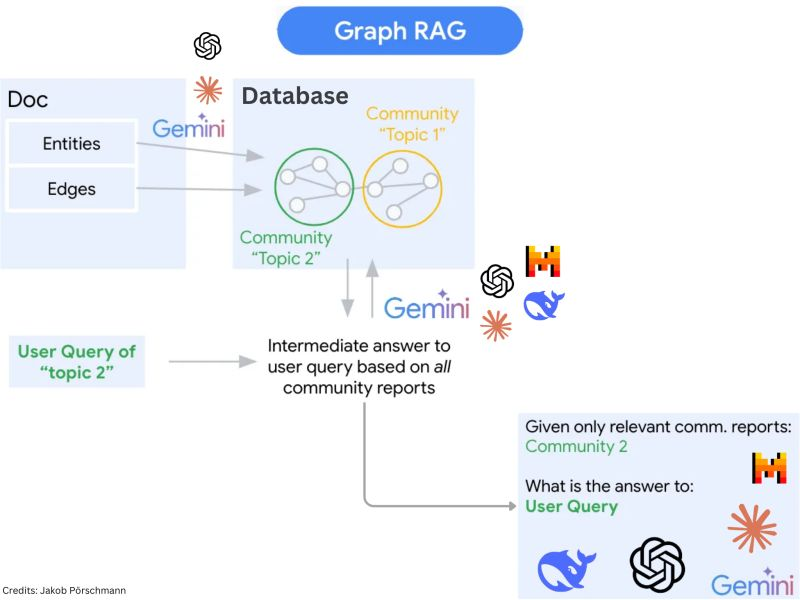 Graph RAG
Doc
Entities
Edges
Gemini
Database
Community
“Topic 1”
Community
“Topic 2”
Gemini
User Query of
“topic 2”
Intermediate answer to
user query based on all
community reports
Given only relevant comm. reports:
Community 2
What is the answer to:
User Query
Gemini
Credits: Jakob Pörschmann